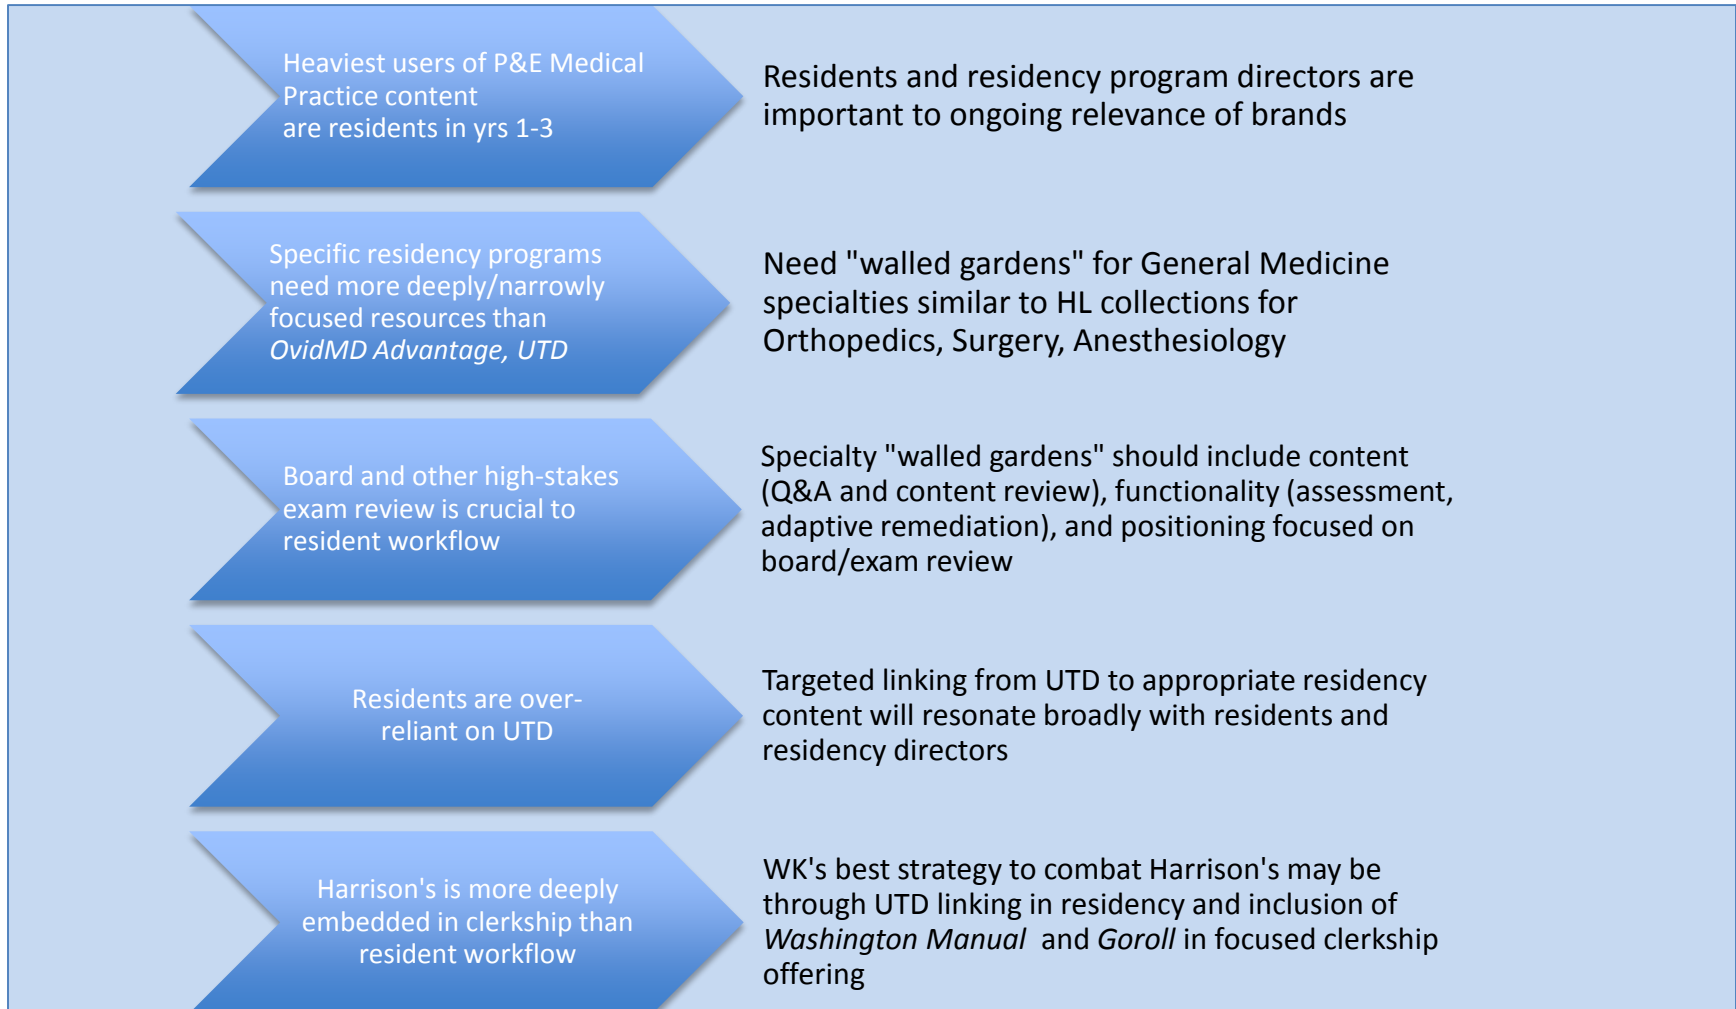 Heaviest users of P&E Medical
Practice content
are residents in yrs 1-3
Residents and residency program directors are
important to ongoing relevance of brands
Specific residency programs
need more deeply/narrowly
focused resources than
OvidMD Advantage, UTD
Need "walled gardens" for General Medicine
specialties similar to HL collections for
Orthopedics, Surgery, Anesthesiology
Board and other high-stakes
exam review is crucial to
resident workflow
Specialty "walled gardens" should include content
(Q&A and content review), functionality (assessment,
adaptive remediation), and positioning focused on
board/exam review
Residents are over-
reliant on UTD
Targeted linking from UTD to appropriate residency
content will resonate broadly with residents and
residency directors
Harrison's is more deeply
embedded in clerkship than
resident workflow
WK's best strategy to combat Harrison's may be
through UTD linking in residency and inclusion of
Washington Manual and Goroll in focused clerkship
offering